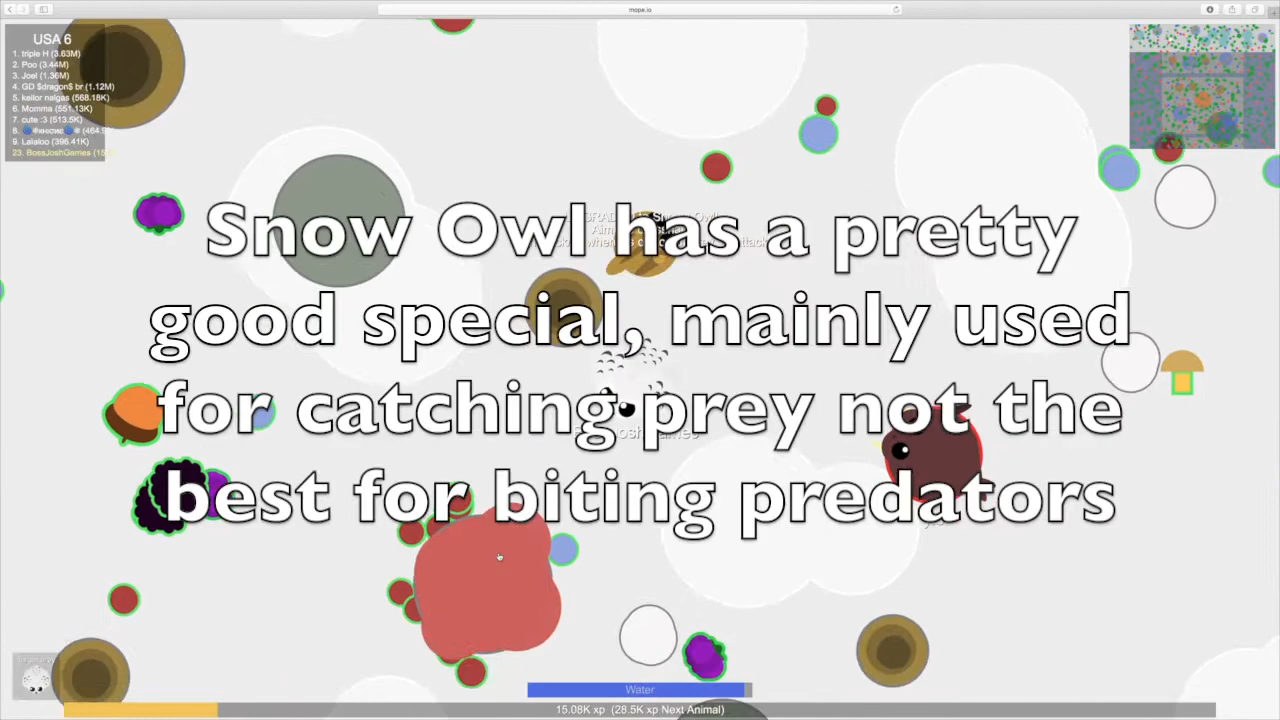 mope.io
USA 6
1. triple H (3.63M)
2. Poo (3.44M)
3. Joel (1.36M)
4. GD $dragon$ br (1.12M)
5. keilor nalgas (568.18K)
6. Momma (551.13K)
7. cute :3 (513.5K)
9. Lalaloo (396.41K)
23. BossJoshGames
Snow Owl has a pretty
good special, mainly used
for catching prey not the
best for biting predators
Water
15.08K xp (28.5K xp Next Animal)